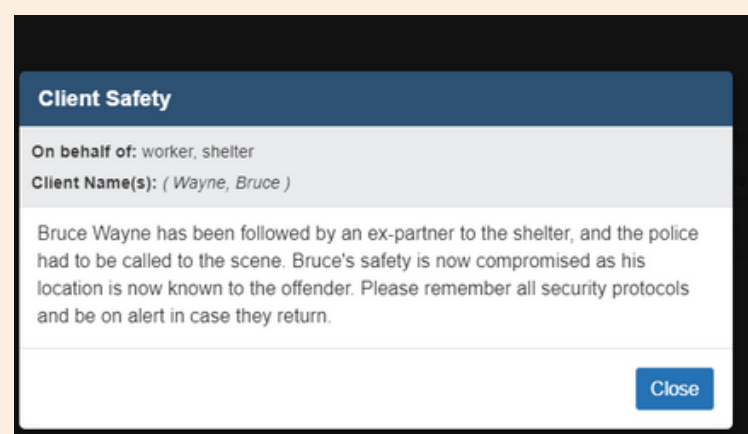 Client Safety
On behalf of: worker, shelter
Client Name(s): ( Wayne, Bruce )
Bruce Wayne has been followed by an ex-partner to the shelter, and the police
had to be called to the scene. Bruce's safety is now compromised as his
location is now known to the offender. Please remember all security protocols
and be on alert in case they return.
Close